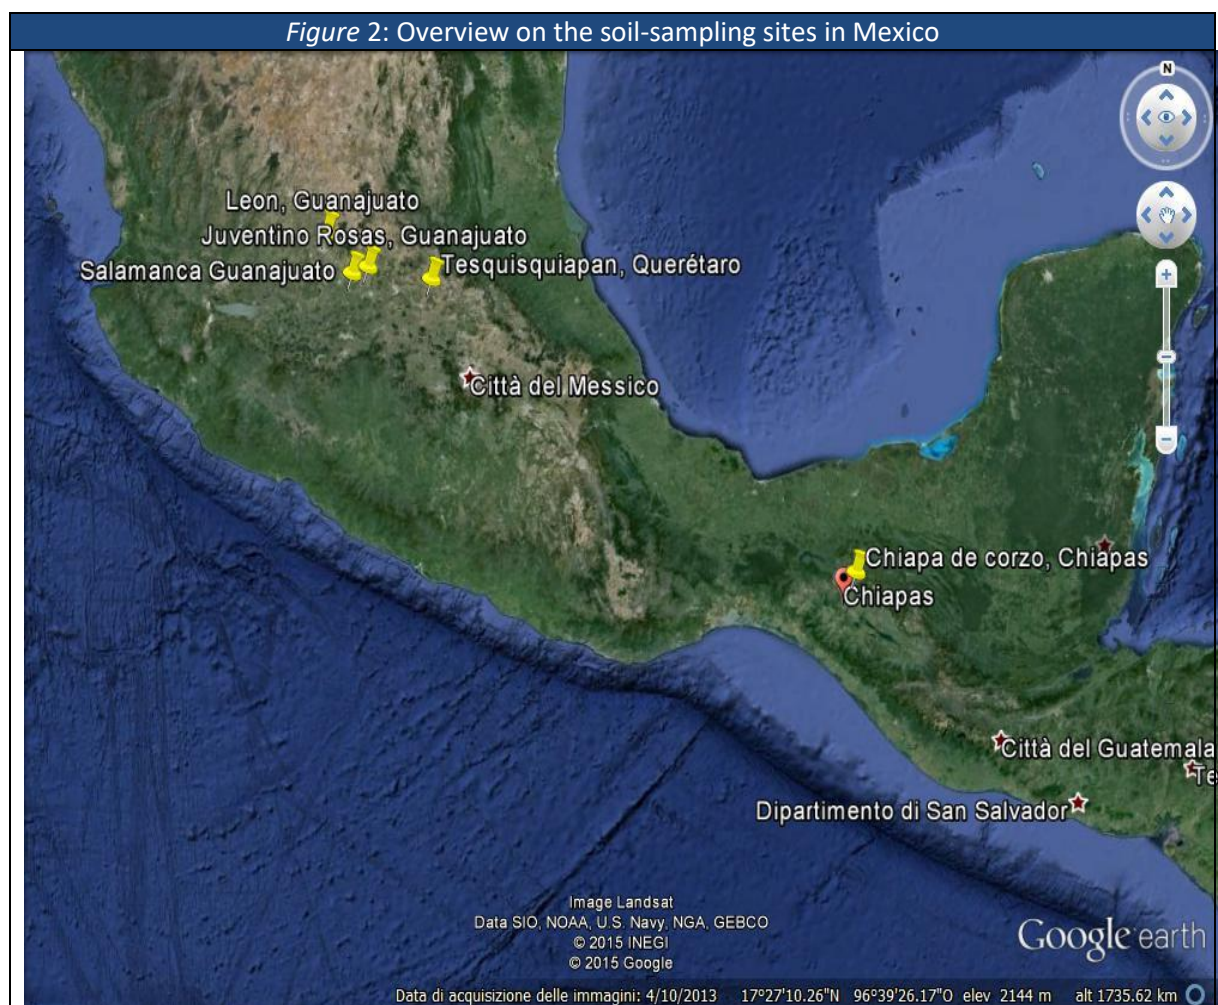 Figure 2: Overview on the soil-sampling sites in Mexico
N
Leon, Guanajuato
Juventino Rosas, Guanajuato
Salamanca Guanajuato
Tesquisquiapan, Querétaro
Città del Messico
Chiapa de corzo, Chiapas
Chiapas
Città del Guatemala
Te
Dipartimento di San Salvador
Image Landsat
Data SIO, NOAA, U.S. Navy, NGA, GEBCO
© 2015 INEGI
© 2015 Google
Google earth
Data di acquisizione delle immagini: 4/10/2013 17°27'10.26"N 96°39'26.17"O elev 2144 m alt 1735.62 km